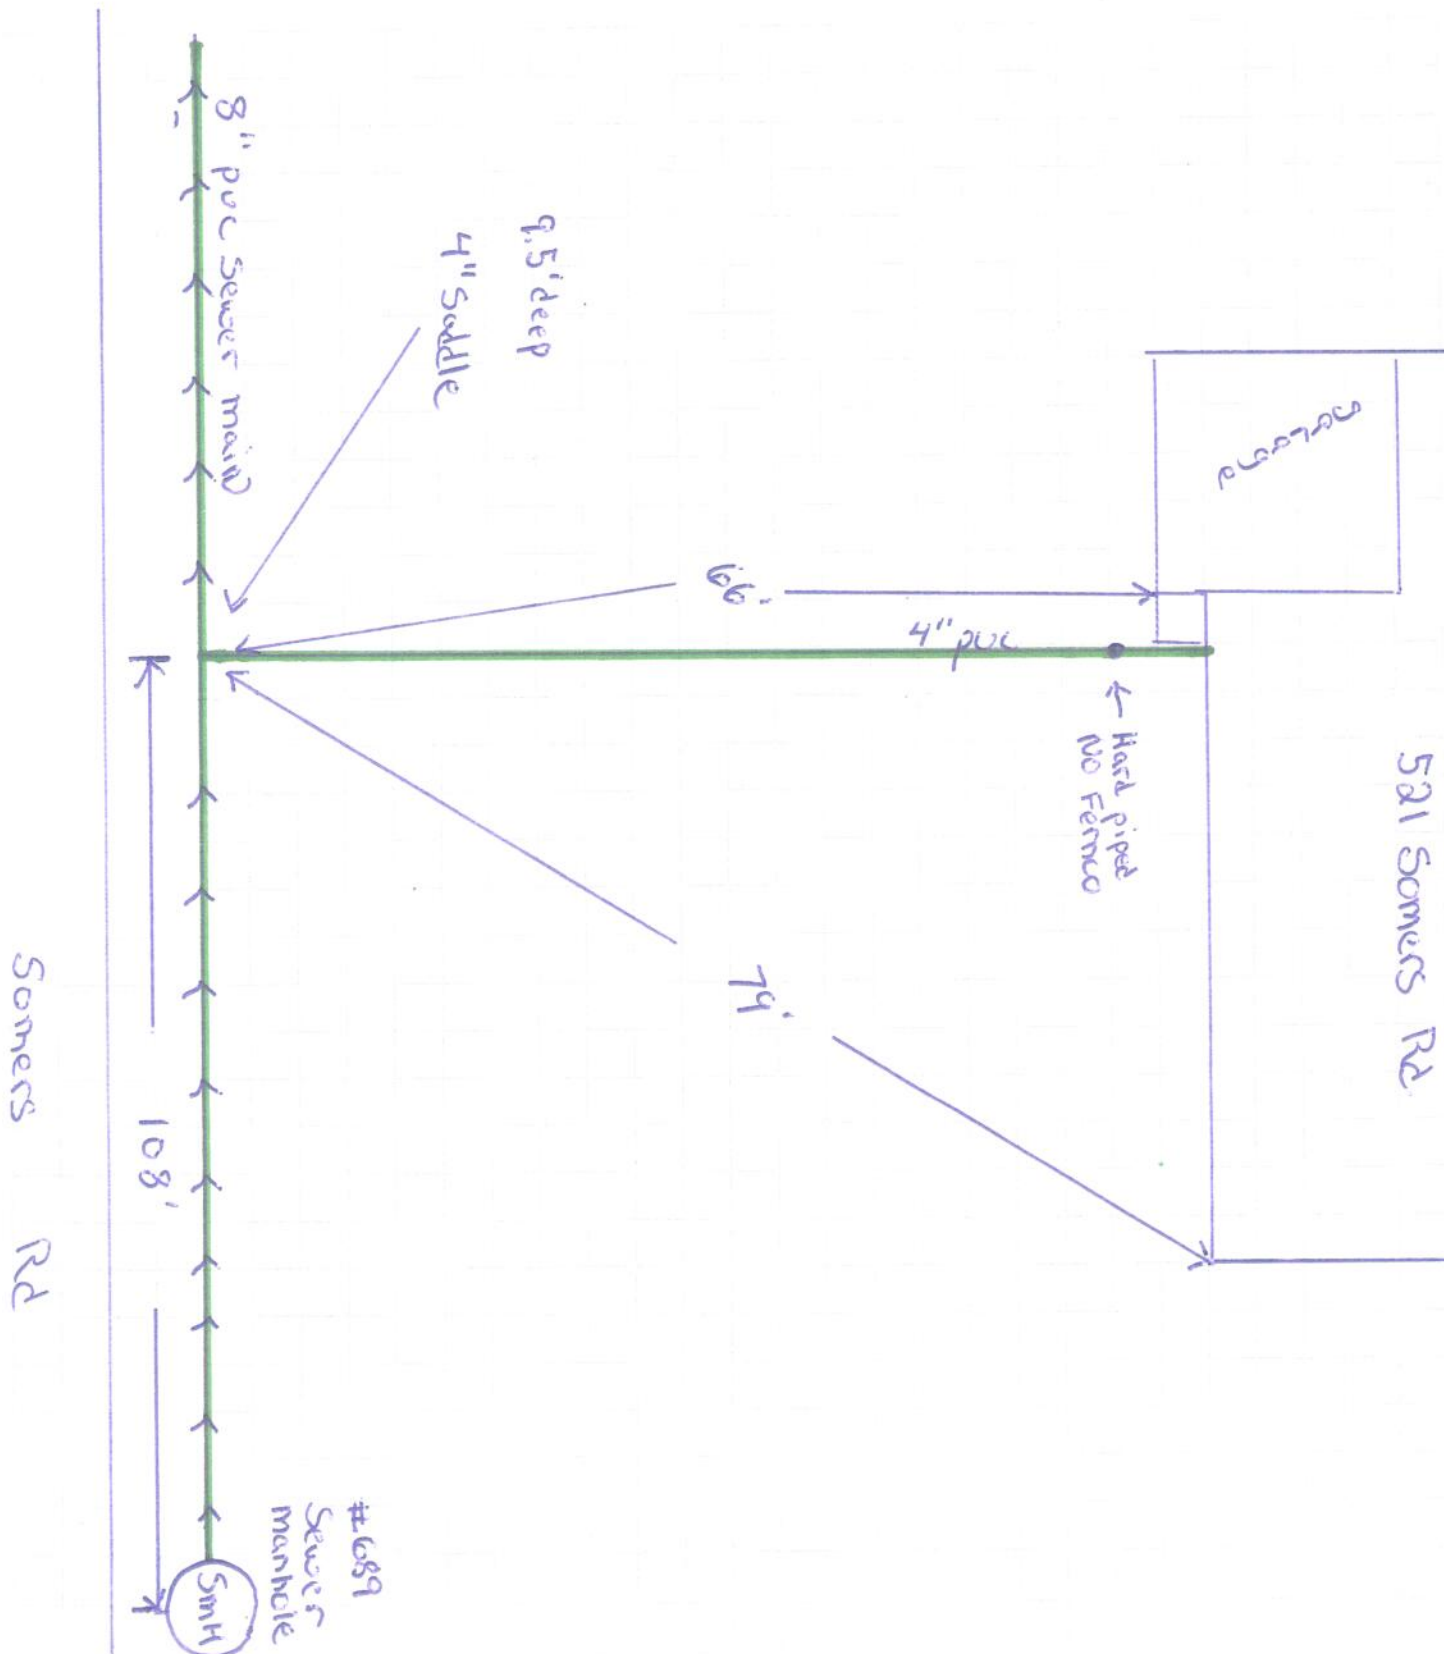 521 Somers Rd
garage
← Hard piped
NO Fernco
4" pvc
66'
79'
9.5' deep
4" Saddle
#689
Sewer
manhole
8" pvc sewer main
SmH
108'
Somers Rd